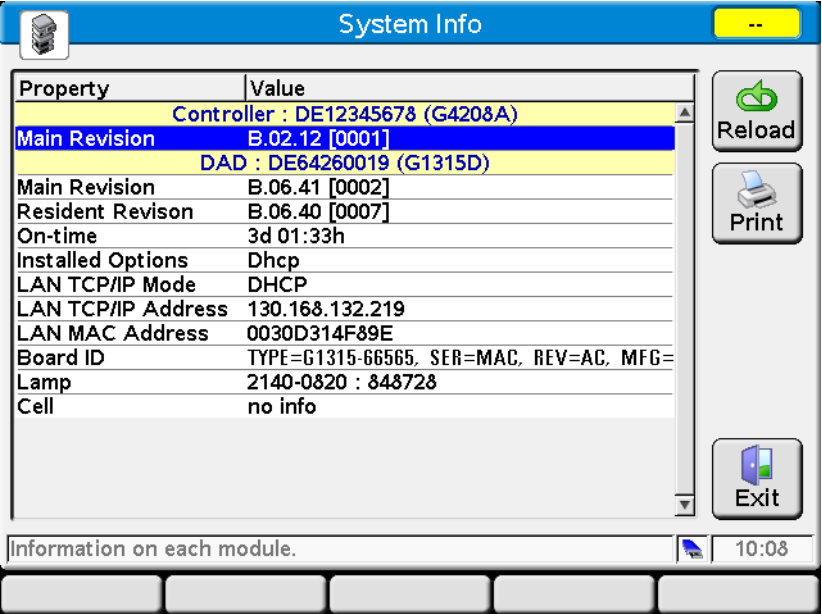 System Info
--
Property Value
Controller : DE12345678 (G4208A)
Main Revision B.02.12 [0001]
DAD : DE64260019 (G1315D)
Main Revision B.06.41 [0002]
Resident Revison B.06.40 [0007]
On-time 3d 01:33h
Installed Options Dhcp
LAN TCP/IP Mode DHCP
LAN TCP/IP Address 130.168.132.219
LAN MAC Address 0030D314F89E
Board ID TYPE=G1315-66565, SER=MAC, REV=AC, MFG=
Lamp 2140-0820 : 848728
Cell no info
Reload
Print
Exit
Information on each module.
10:08